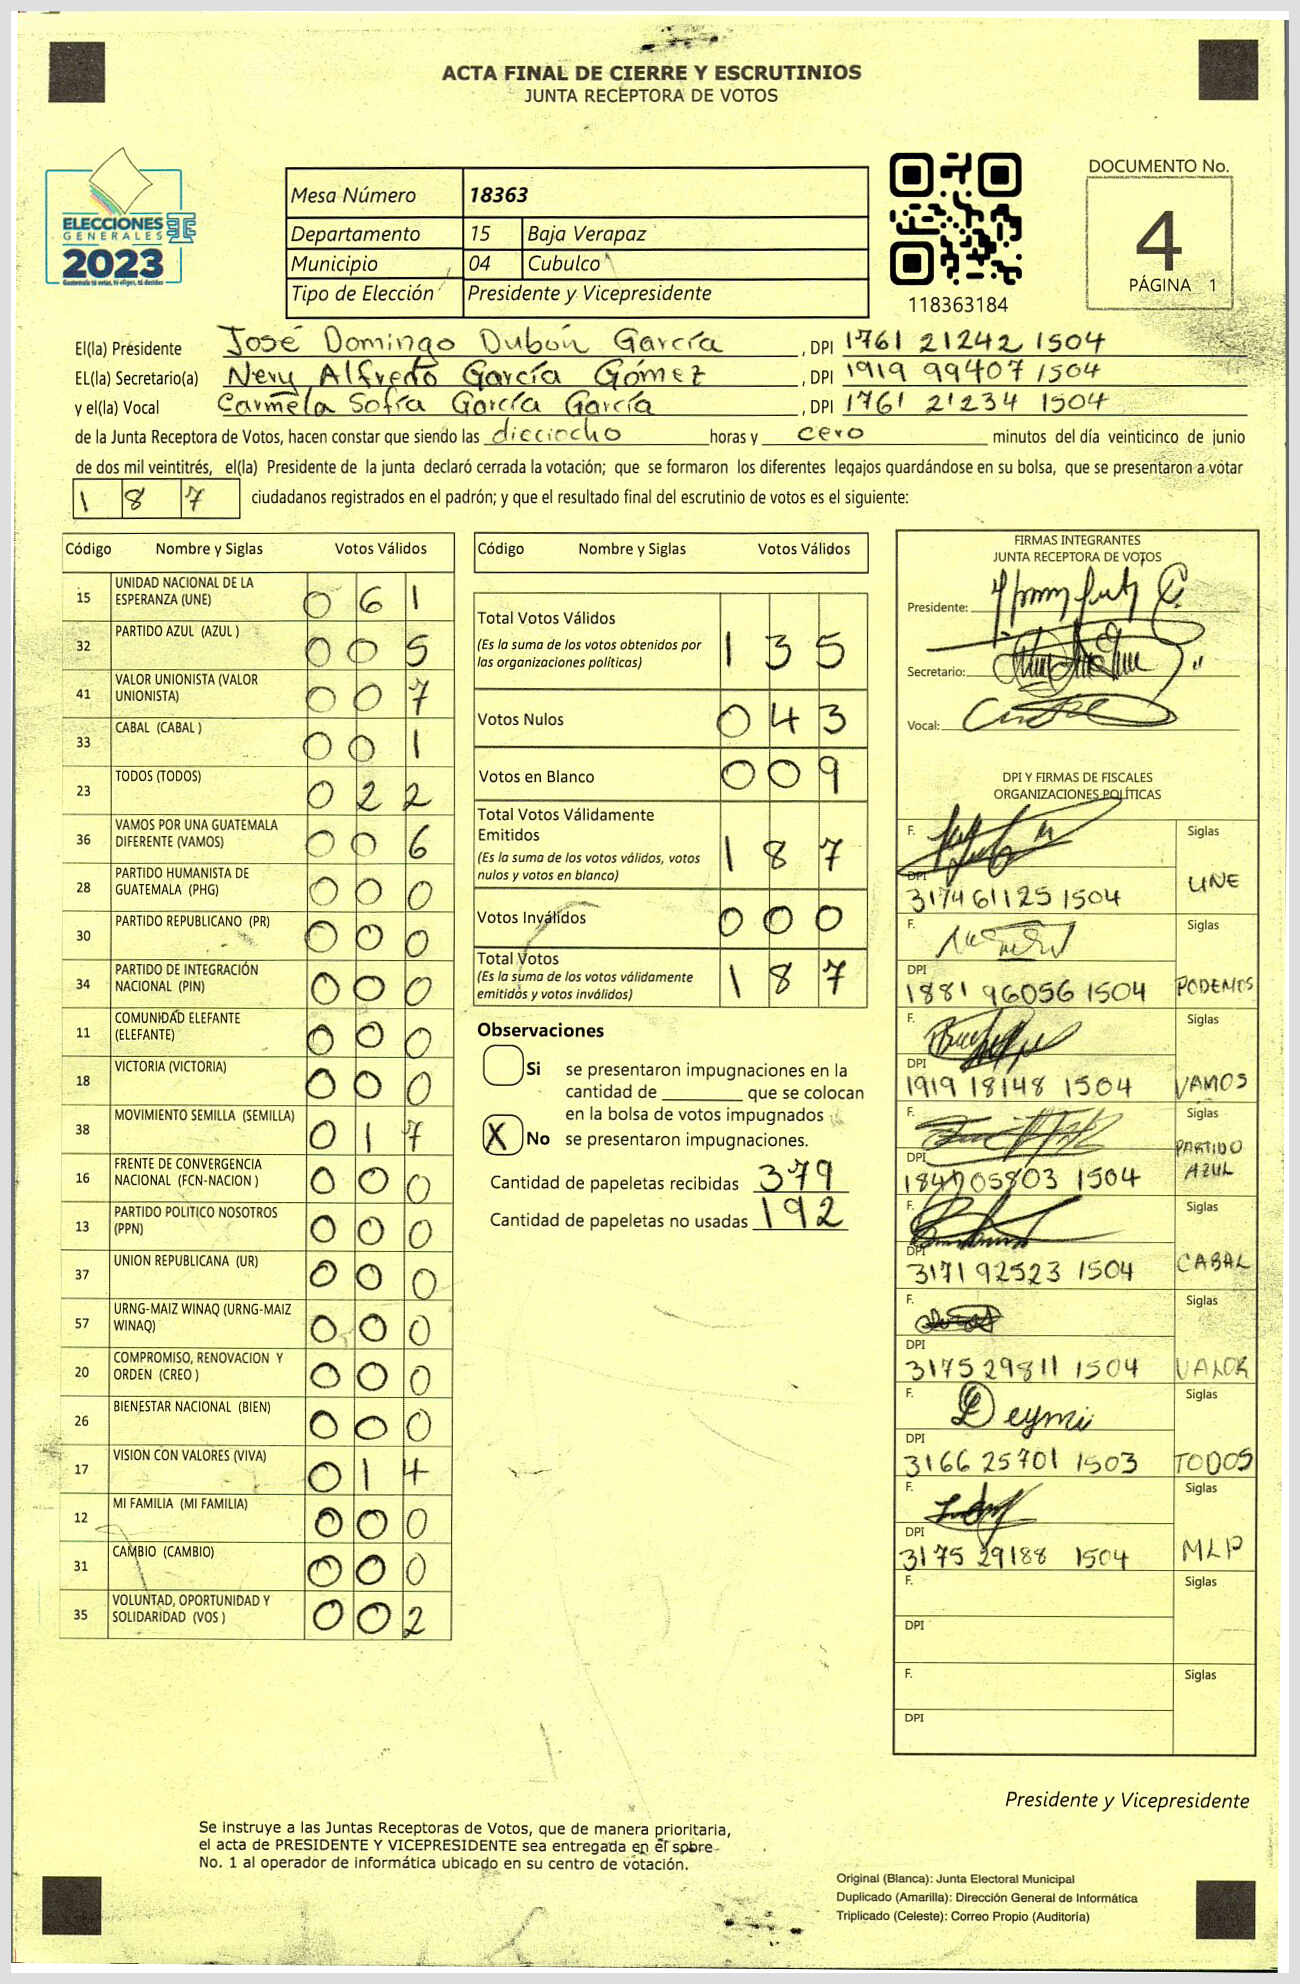 ACTA FINAL DE CIERRE Y ESCRUTINIOS
JUNTA RECEPTORA DE VOTOS
ELECCIONES
GENERALES
2023
Guatemala tú votas, tú eliges, tú decides
Mesa Número 18363
Departamento 15 Baja Verapaz
Municipio 04 Cubulco
Tipo de Elección Presidente y Vicepresidente
118363184
DOCUMENTO No.
4
PÁGINA 1
El(la) Presidente José Domingo Dubón García , DPI 1761 21242 1504
EL(la) Secretario(a) Nery Alfredo García Gómez , DPI 1919 99407 1504
y el(la) Vocal Carmela Sofía García García , DPI 1761 21234 1504
de la Junta Receptora de Votos, hacen constar que siendo las dieciocho horas y cero minutos del día veinticinco de junio
de dos mil veintitrés, el(la) Presidente de la junta declaró cerrada la votación; que se formaron los diferentes legajos guardándose en su bolsa, que se presentaron a votar
1 8 7 ciudadanos registrados en el padrón; y que el resultado final del escrutinio de votos es el siguiente:
Código Nombre y Siglas Votos Válidos
15 UNIDAD NACIONAL DE LA ESPERANZA (UNE) 0 6 1
32 PARTIDO AZUL (AZUL ) 0 0 5
41 VALOR UNIONISTA (VALOR UNIONISTA) 0 0 7
33 CABAL (CABAL ) 0 0 1
23 TODOS (TODOS) 0 2 2
36 VAMOS POR UNA GUATEMALA DIFERENTE (VAMOS) 0 0 6
28 PARTIDO HUMANISTA DE GUATEMALA (PHG) 0 0 0
30 PARTIDO REPUBLICANO (PR) 0 0 0
34 PARTIDO DE INTEGRACIÓN NACIONAL (PIN) 0 0 0
11 COMUNIDAD ELEFANTE (ELEFANTE) 0 0 0
18 VICTORIA (VICTORIA) 0 0 0
38 MOVIMIENTO SEMILLA (SEMILLA) 0 1 7
16 FRENTE DE CONVERGENCIA NACIONAL (FCN-NACION ) 0 0 0
13 PARTIDO POLITICO NOSOTROS (PPN) 0 0 0
37 UNION REPUBLICANA (UR) 0 0 0
57 URNG-MAIZ WINAQ (URNG-MAIZ WINAQ) 0 0 0
20 COMPROMISO, RENOVACION Y ORDEN (CREO ) 0 0 0
26 BIENESTAR NACIONAL (BIEN) 0 0 0
17 VISION CON VALORES (VIVA) 0 1 4
12 MI FAMILIA (MI FAMILIA) 0 0 0
31 CAMBIO (CAMBIO) 0 0 0
35 VOLUNTAD, OPORTUNIDAD Y SOLIDARIDAD (VOS ) 0 0 2
Código Nombre y Siglas Votos Válidos
Total Votos Válidos 1 3 5
(Es la suma de los votos obtenidos por
las organizaciones políticas)
Votos Nulos 0 4 3
Votos en Blanco 0 0 9
Total Votos Válidamente
Emitidos 1 8 7
(Es la suma de los votos válidos, votos
nulos y votos en blanco)
Votos Inválidos 0 0 0
Total Votos 1 8 7
(Es la suma de los votos válidamente
emitidos y votos inválidos)
Observaciones
Si se presentaron impugnaciones en la
cantidad de ________ que se colocan
en la bolsa de votos impugnados
X No se presentaron impugnaciones.
Cantidad de papeletas recibidas 379
Cantidad de papeletas no usadas 192
FIRMAS INTEGRANTES
JUNTA RECEPTORA DE VOTOS
Presidente:
Secretario:
Vocal:
DPI Y FIRMAS DE FISCALES
ORGANIZACIONES POLÍTICAS
F. Siglas
DPI UNE
3174 61125 1504
F. Siglas
DPI PODEMOS
1881 96056 1504
F. Siglas
DPI VAMOS
1919 18148 1504
F. Siglas
DPI PARTIDO AZUL
1504
F. Siglas
DPI CABAL
3171 92523 1504
F. Siglas
DPI VALOR
3175 29811 1504
F. Deymi Siglas
DPI TODOS
3166 25701 1503
F. Siglas
DPI MLP
3175 29188 1504
F. Siglas
DPI
F. Siglas
DPI
Presidente y Vicepresidente
Se instruye a las Juntas Receptoras de Votos, que de manera prioritaria,
el acta de PRESIDENTE Y VICEPRESIDENTE sea entregada en el sobre
No. 1 al operador de informática ubicado en su centro de votación.
Original (Blanca): Junta Electoral Municipal
Duplicado (Amarilla): Dirección General de Informática
Triplicado (Celeste): Correo Propio (Auditoría)